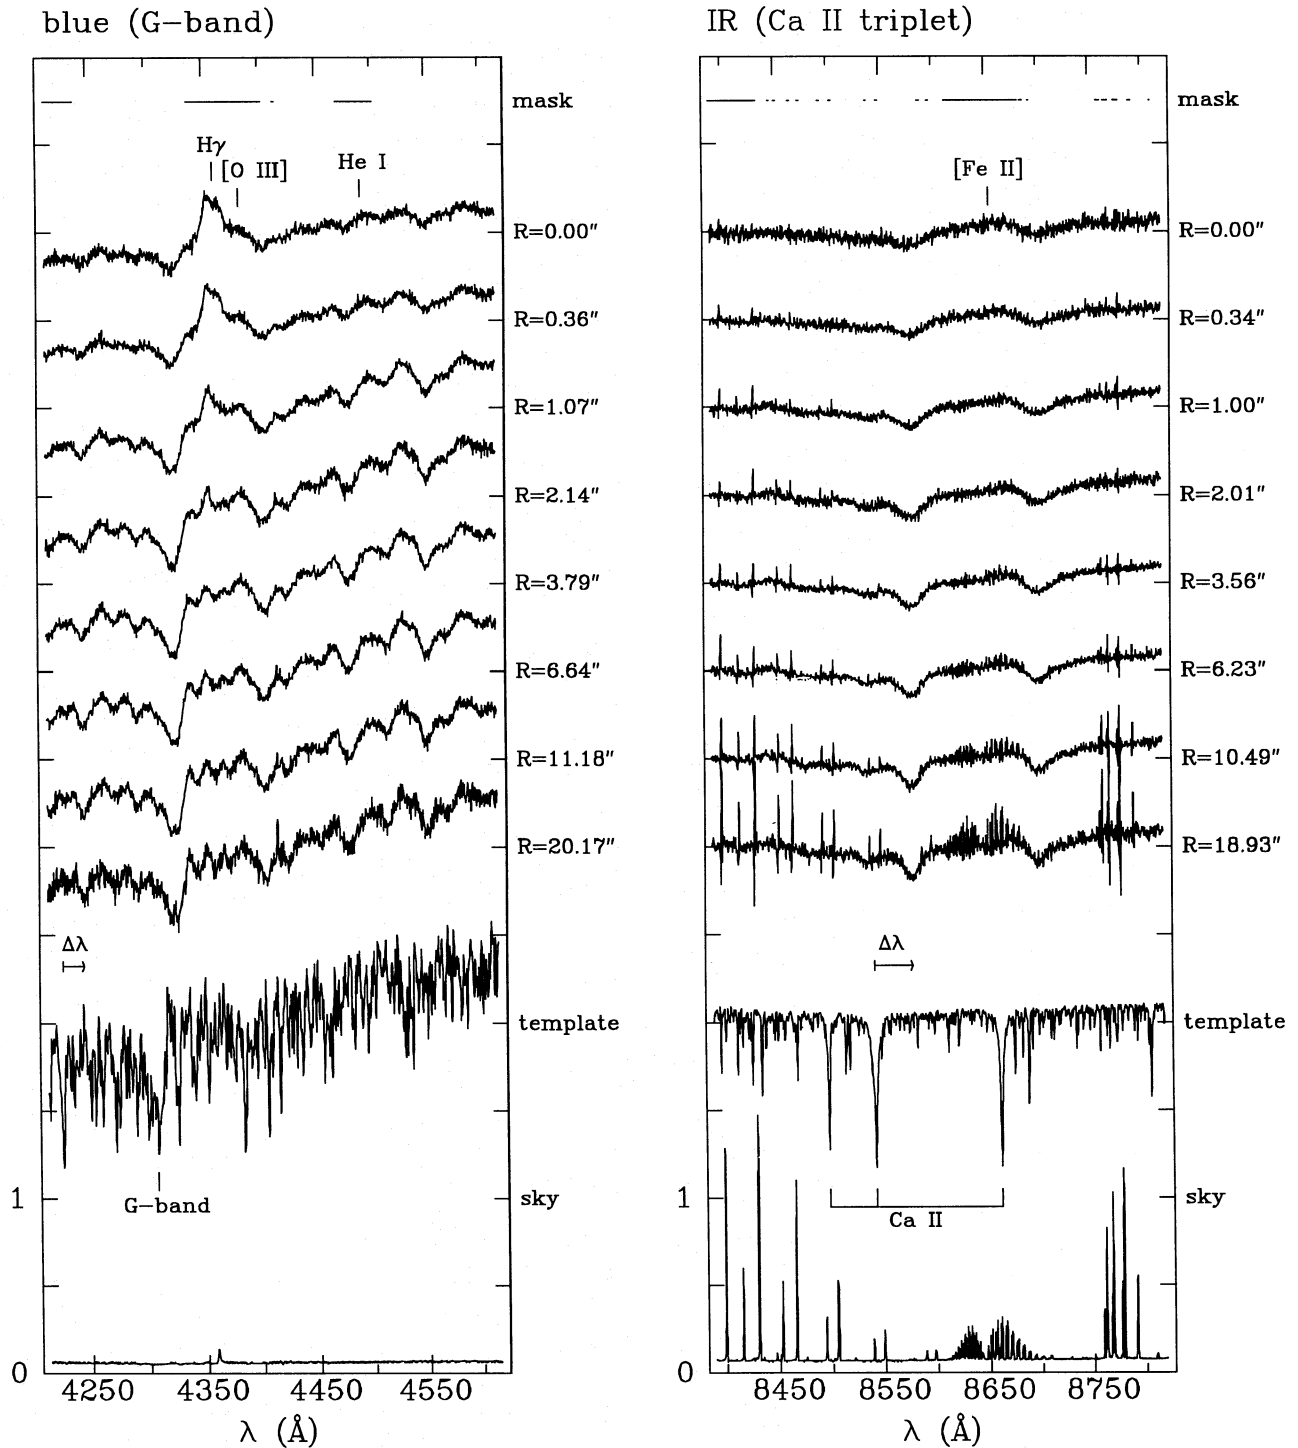 blue (G−band)
mask
Hγ
[O III]
He I
R=0.00″
R=0.36″
R=1.07″
R=2.14″
R=3.79″
R=6.64″
R=11.18″
R=20.17″
Δλ
template
G−band
1
sky
0
4250 4350 4450 4550
λ (Å)
IR (Ca II triplet)
mask
[Fe II]
R=0.00″
R=0.34″
R=1.00″
R=2.01″
R=3.56″
R=6.23″
R=10.49″
R=18.93″
Δλ
template
1
sky
Ca II
0
8450 8550 8650 8750
λ (Å)